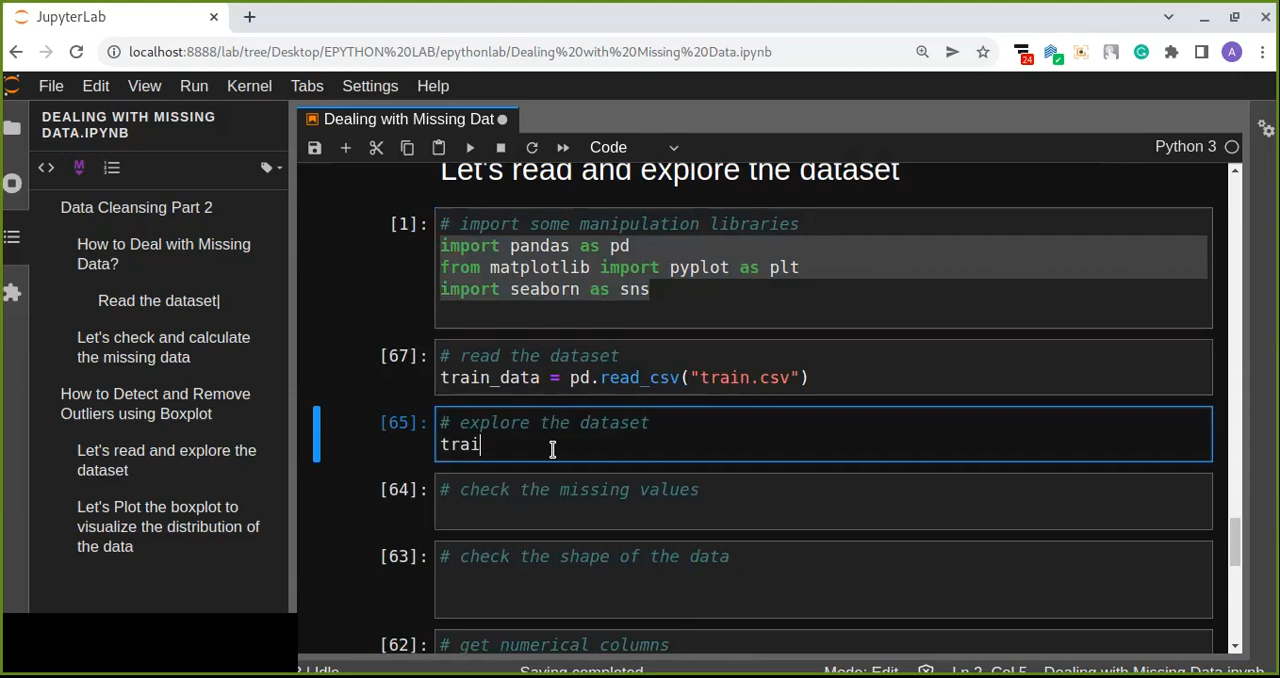 JupyterLab
localhost:8888/lab/tree/Desktop/EPYTHON%20LAB/epythonlab/Dealing%20with%20Missing%20Data.ipynb
24
A
File Edit View Run Kernel Tabs Settings Help
DEALING WITH MISSING
DATA.IPYNB
Data Cleansing Part 2
How to Deal with Missing
Data?
Read the dataset|
Let's check and calculate
the missing data
How to Detect and Remove
Outliers using Boxplot
Let's read and explore the
dataset
Let's Plot the boxplot to
visualize the distribution of
the data
Dealing with Missing Dat
Code
Python 3
Let's read and explore the dataset
[1]: # import some manipulation libraries
import pandas as pd
from matplotlib import pyplot as plt
import seaborn as sns
[67]: # read the dataset
train_data = pd.read_csv("train.csv")
[65]: # explore the dataset
trai
[64]: # check the missing values
[63]: # check the shape of the data
[62]: # get numerical columns
Idle Saving completed Mode: Edit Ln 2, Col 5 Dealing with Missing Data.ipynb